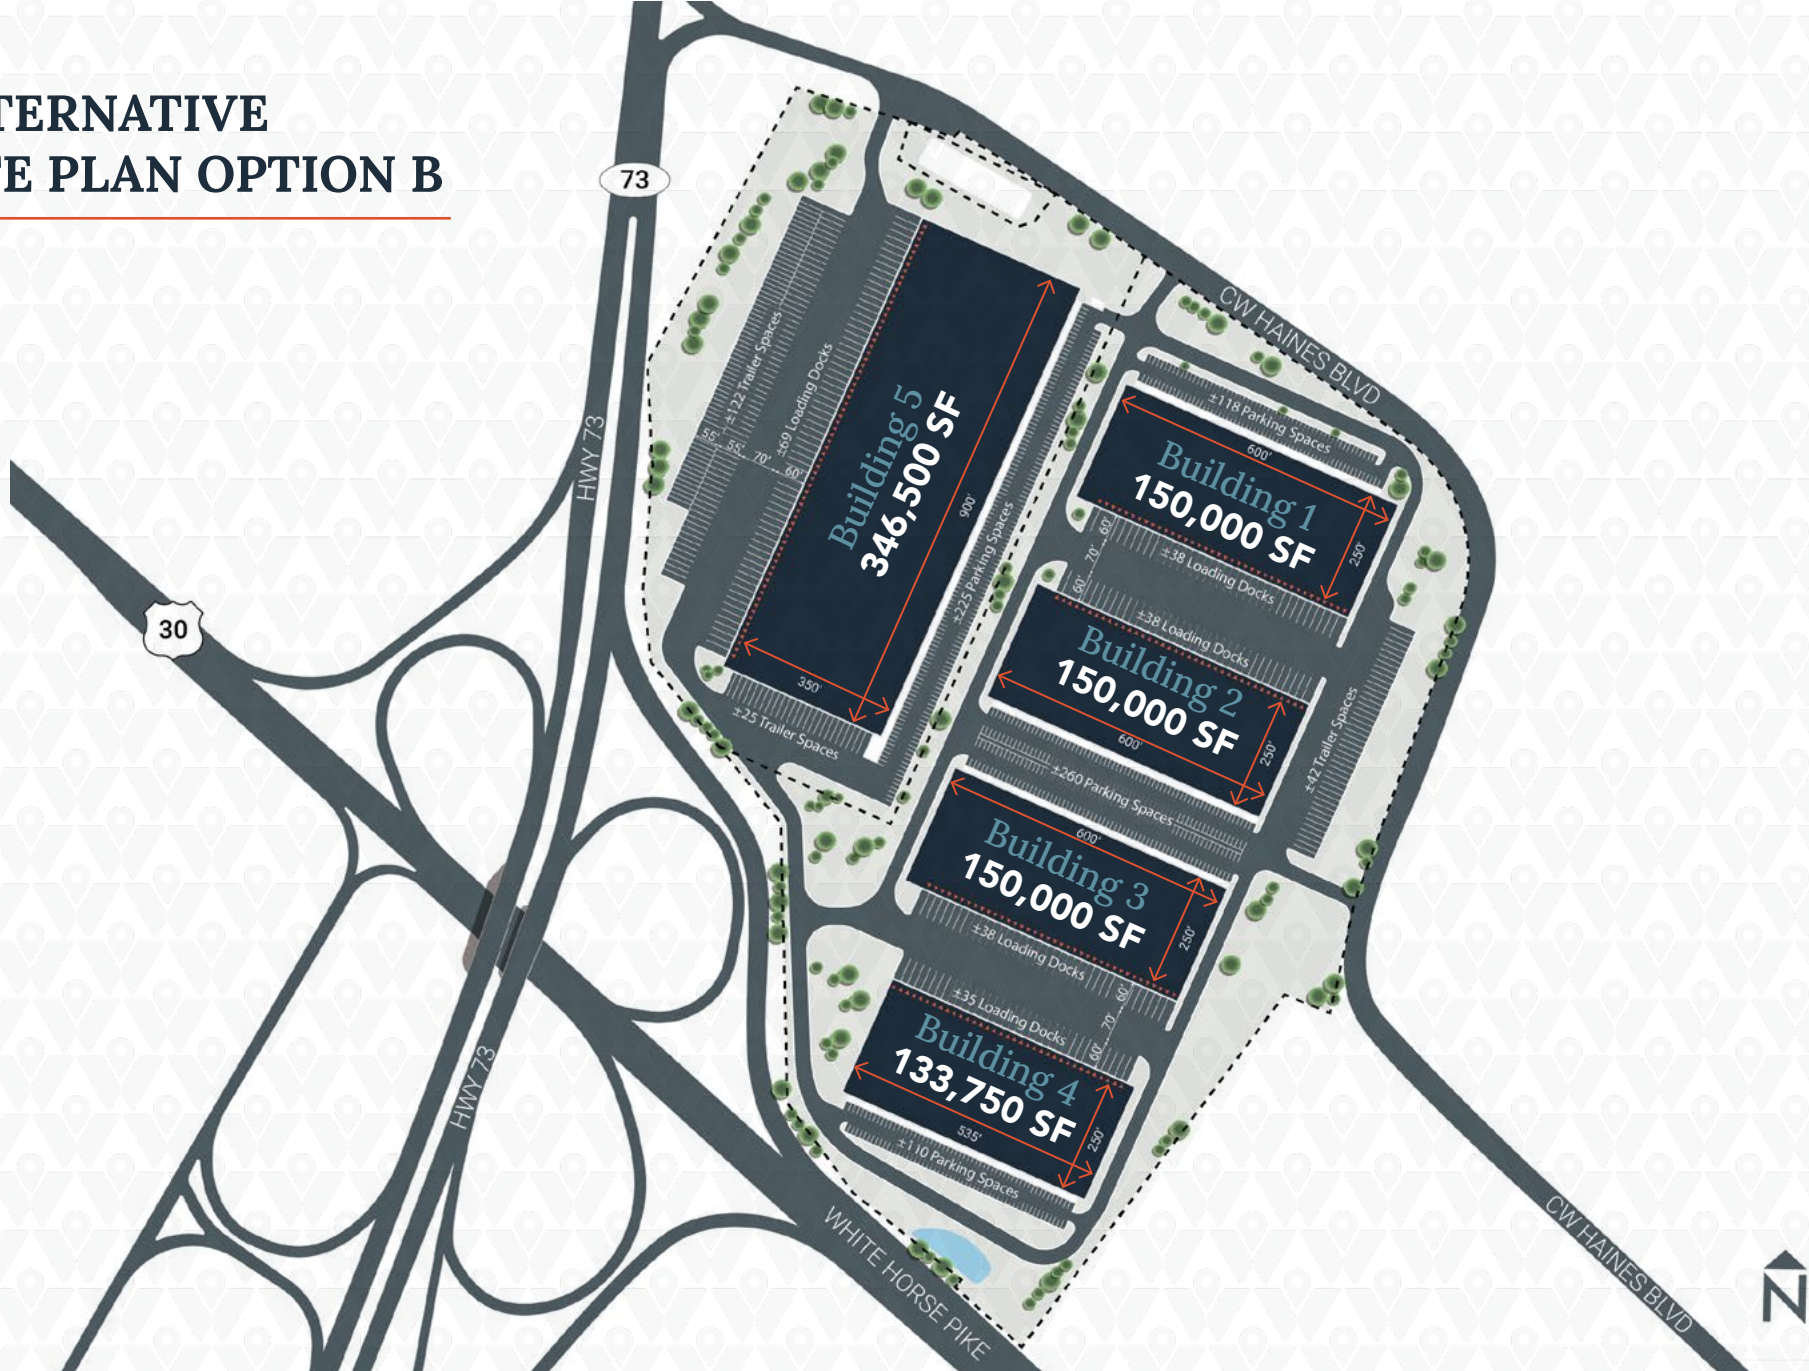 TERNATIVE
E PLAN OPTION B
73
HWY 73
30
HWY 73
WHITE HORSE PIKE
CW HAINES BLVD
CW HAINES BLVD
±122 Trailer Spaces
±69 Loading Docks
55'
55'
70'
60'
Building 5
346,500 SF
900'
350'
±25 Trailer Spaces
±225 Parking Spaces
±118 Parking Spaces
600'
Building 1
150,000 SF
250'
60'
70'
60'
±38 Loading Docks
±38 Loading Docks
Building 2
150,000 SF
250'
600'
±42 Trailer Spaces
±260 Parking Spaces
600'
Building 3
150,000 SF
250'
±38 Loading Docks
60'
70'
60'
±35 Loading Docks
Building 4
133,750 SF
250'
535'
±110 Parking Spaces
N